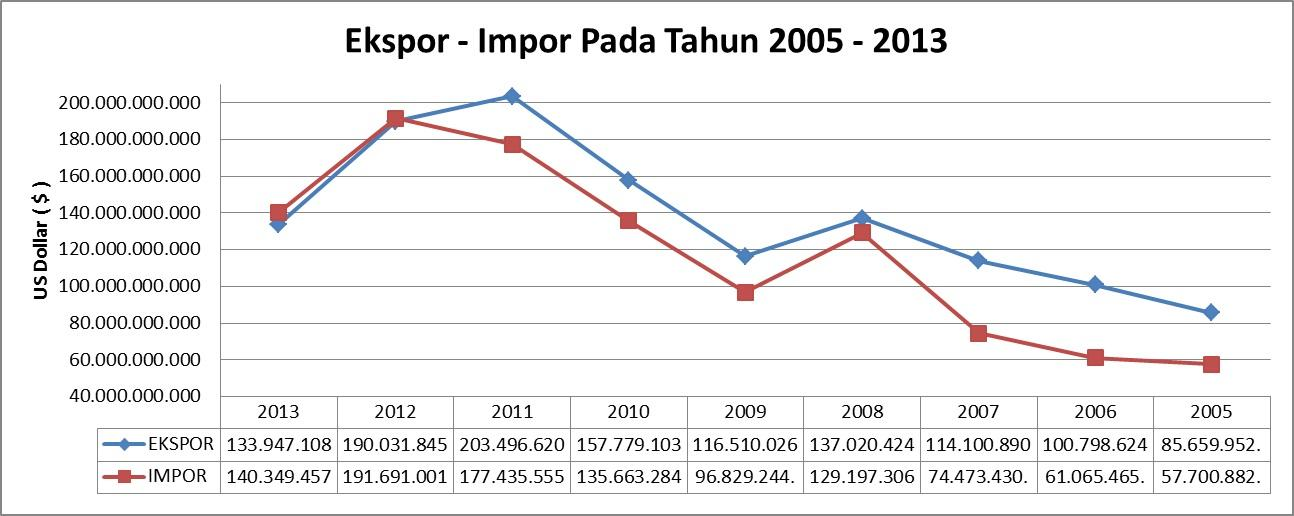 Ekspor - Impor Pada Tahun 2005 - 2013
US Dollar ( $ )
200.000.000.000
180.000.000.000
160.000.000.000
140.000.000.000
120.000.000.000
100.000.000.000
80.000.000.000
60.000.000.000
40.000.000.000
2013 2012 2011 2010 2009 2008 2007 2006 2005
EKSPOR 133.947.108 190.031.845 203.496.620 157.779.103 116.510.026 137.020.424 114.100.890 100.798.624 85.659.952.
IMPOR 140.349.457 191.691.001 177.435.555 135.663.284 96.829.244. 129.197.306 74.473.430. 61.065.465. 57.700.882.